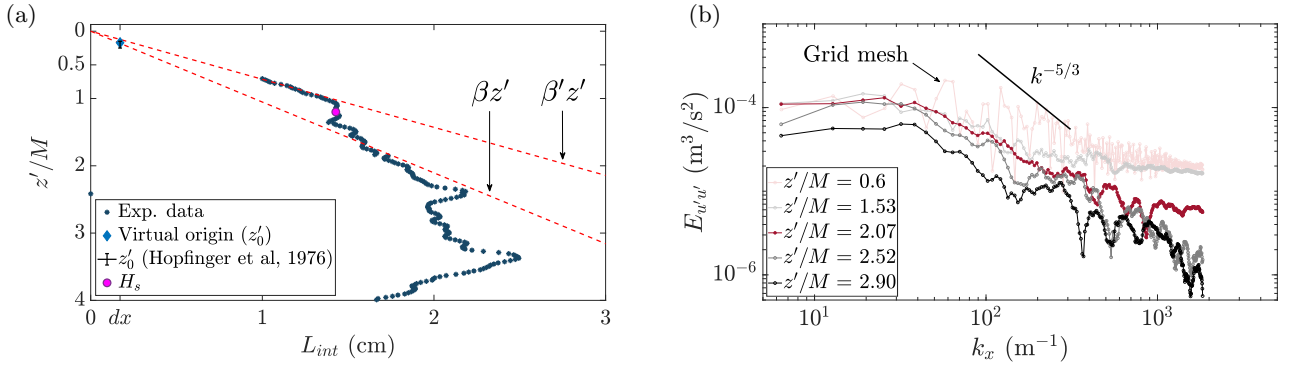 (a)
0
0.5
1
2
3
4
z′/M
βz′
β′z′
Exp. data
Virtual origin (z′₀)
z′₀ (Hopfinger et al, 1976)
Hₛ
0 dx 1 2 3
L_int (cm)
(b)
Grid mesh
k^{-5/3}
10⁻⁴
10⁻⁶
E_{u′u′} (m³/s²)
z′/M = 0.6
z′/M = 1.53
z′/M = 2.07
z′/M = 2.52
z′/M = 2.90
10¹ 10² 10³
kₓ (m⁻¹)